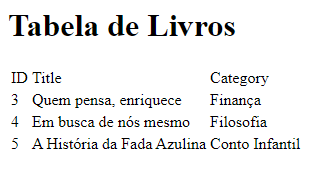 Tabela de Livros
ID Title Category
3 Quem pensa, enriquece Finança
4 Em busca de nós mesmo Filosofía
5 A História da Fada Azulina Conto Infantil